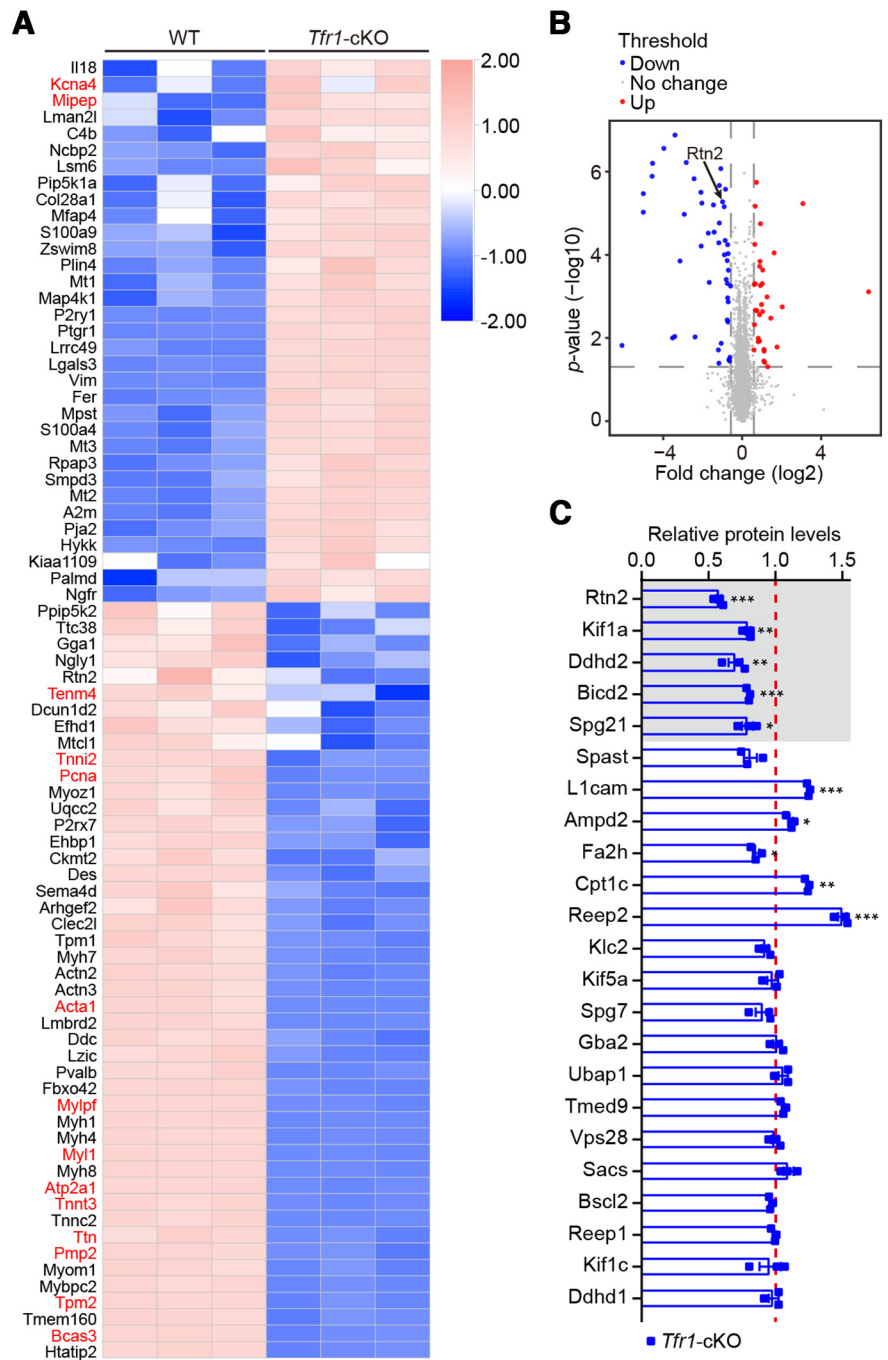 A
WT
Tfr1-cKO
Il18
Kcna4
Mipep
Lman2l
C4b
Ncbp2
Lsm6
Pip5k1a
Col28a1
Mfap4
S100a9
Zswim8
Plin4
Mt1
Map4k1
P2ry1
Ptgr1
Lrrc49
Lgals3
Vim
Fer
Mpst
S100a4
Mt3
Rpap3
Smpd3
Mt2
A2m
Pja2
Hykk
Kiaa1109
Palmd
Ngfr
Ppip5k2
Ttc38
Gga1
Ngly1
Rtn2
Tenm4
Dcun1d2
Efhd1
Mtcl1
Tnni2
Pcna
Myoz1
Uqcc2
P2rx7
Ehbp1
Ckmt2
Des
Sema4d
Arhgef2
Clec2l
Tpm1
Myh7
Actn2
Actn3
Acta1
Lmbrd2
Ddc
Lzic
Pvalb
Fbxo42
Mylpf
Myh1
Myh4
Myl1
Myh8
Atp2a1
Tnnt3
Tnnc2
Ttn
Pmp2
Myom1
Mybpc2
Tpm2
Tmem160
Bcas3
Htatip2
2.00
1.00
0.00
-1.00
-2.00
B
Threshold
Down
No change
Up
Rtn2
6
4
2
0
p-value (−log10)
−4 0 4
Fold change (log2)
C
Relative protein levels
0.0 0.5 1.0 1.5
Rtn2 ***
Kif1a **
Ddhd2 **
Bicd2 ***
Spg21 *
Spast
L1cam ***
Ampd2 *
Fa2h *
Cpt1c **
Reep2 ***
Klc2
Kif5a
Spg7
Gba2
Ubap1
Tmed9
Vps28
Sacs
Bscl2
Reep1
Kif1c
Ddhd1
Tfr1-cKO